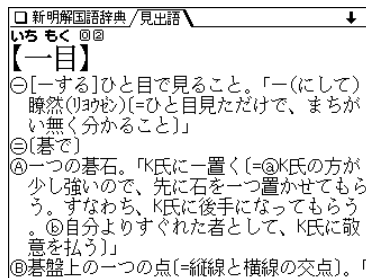 新明解国語辞典/見出語
いち もく ⓪②
【一目】
㊀[―する]ひと目で見ること。「―(にして)
瞭然(リョウゼン)〔=ひと目見ただけで、まちが
い無く分かること〕」
㊁〔碁で〕
Ⓐ一つの碁石。「K氏に一置く〔=ⓐK氏の方が
少し強いので、先に石を一つ置かせてもら
う。すなわち、K氏に後手になってもらう
。ⓑ自分よりすぐれた者として、K氏に敬
意を払う〕」
Ⓑ碁盤上の一つの点〔=縦線と横線の交点〕。「